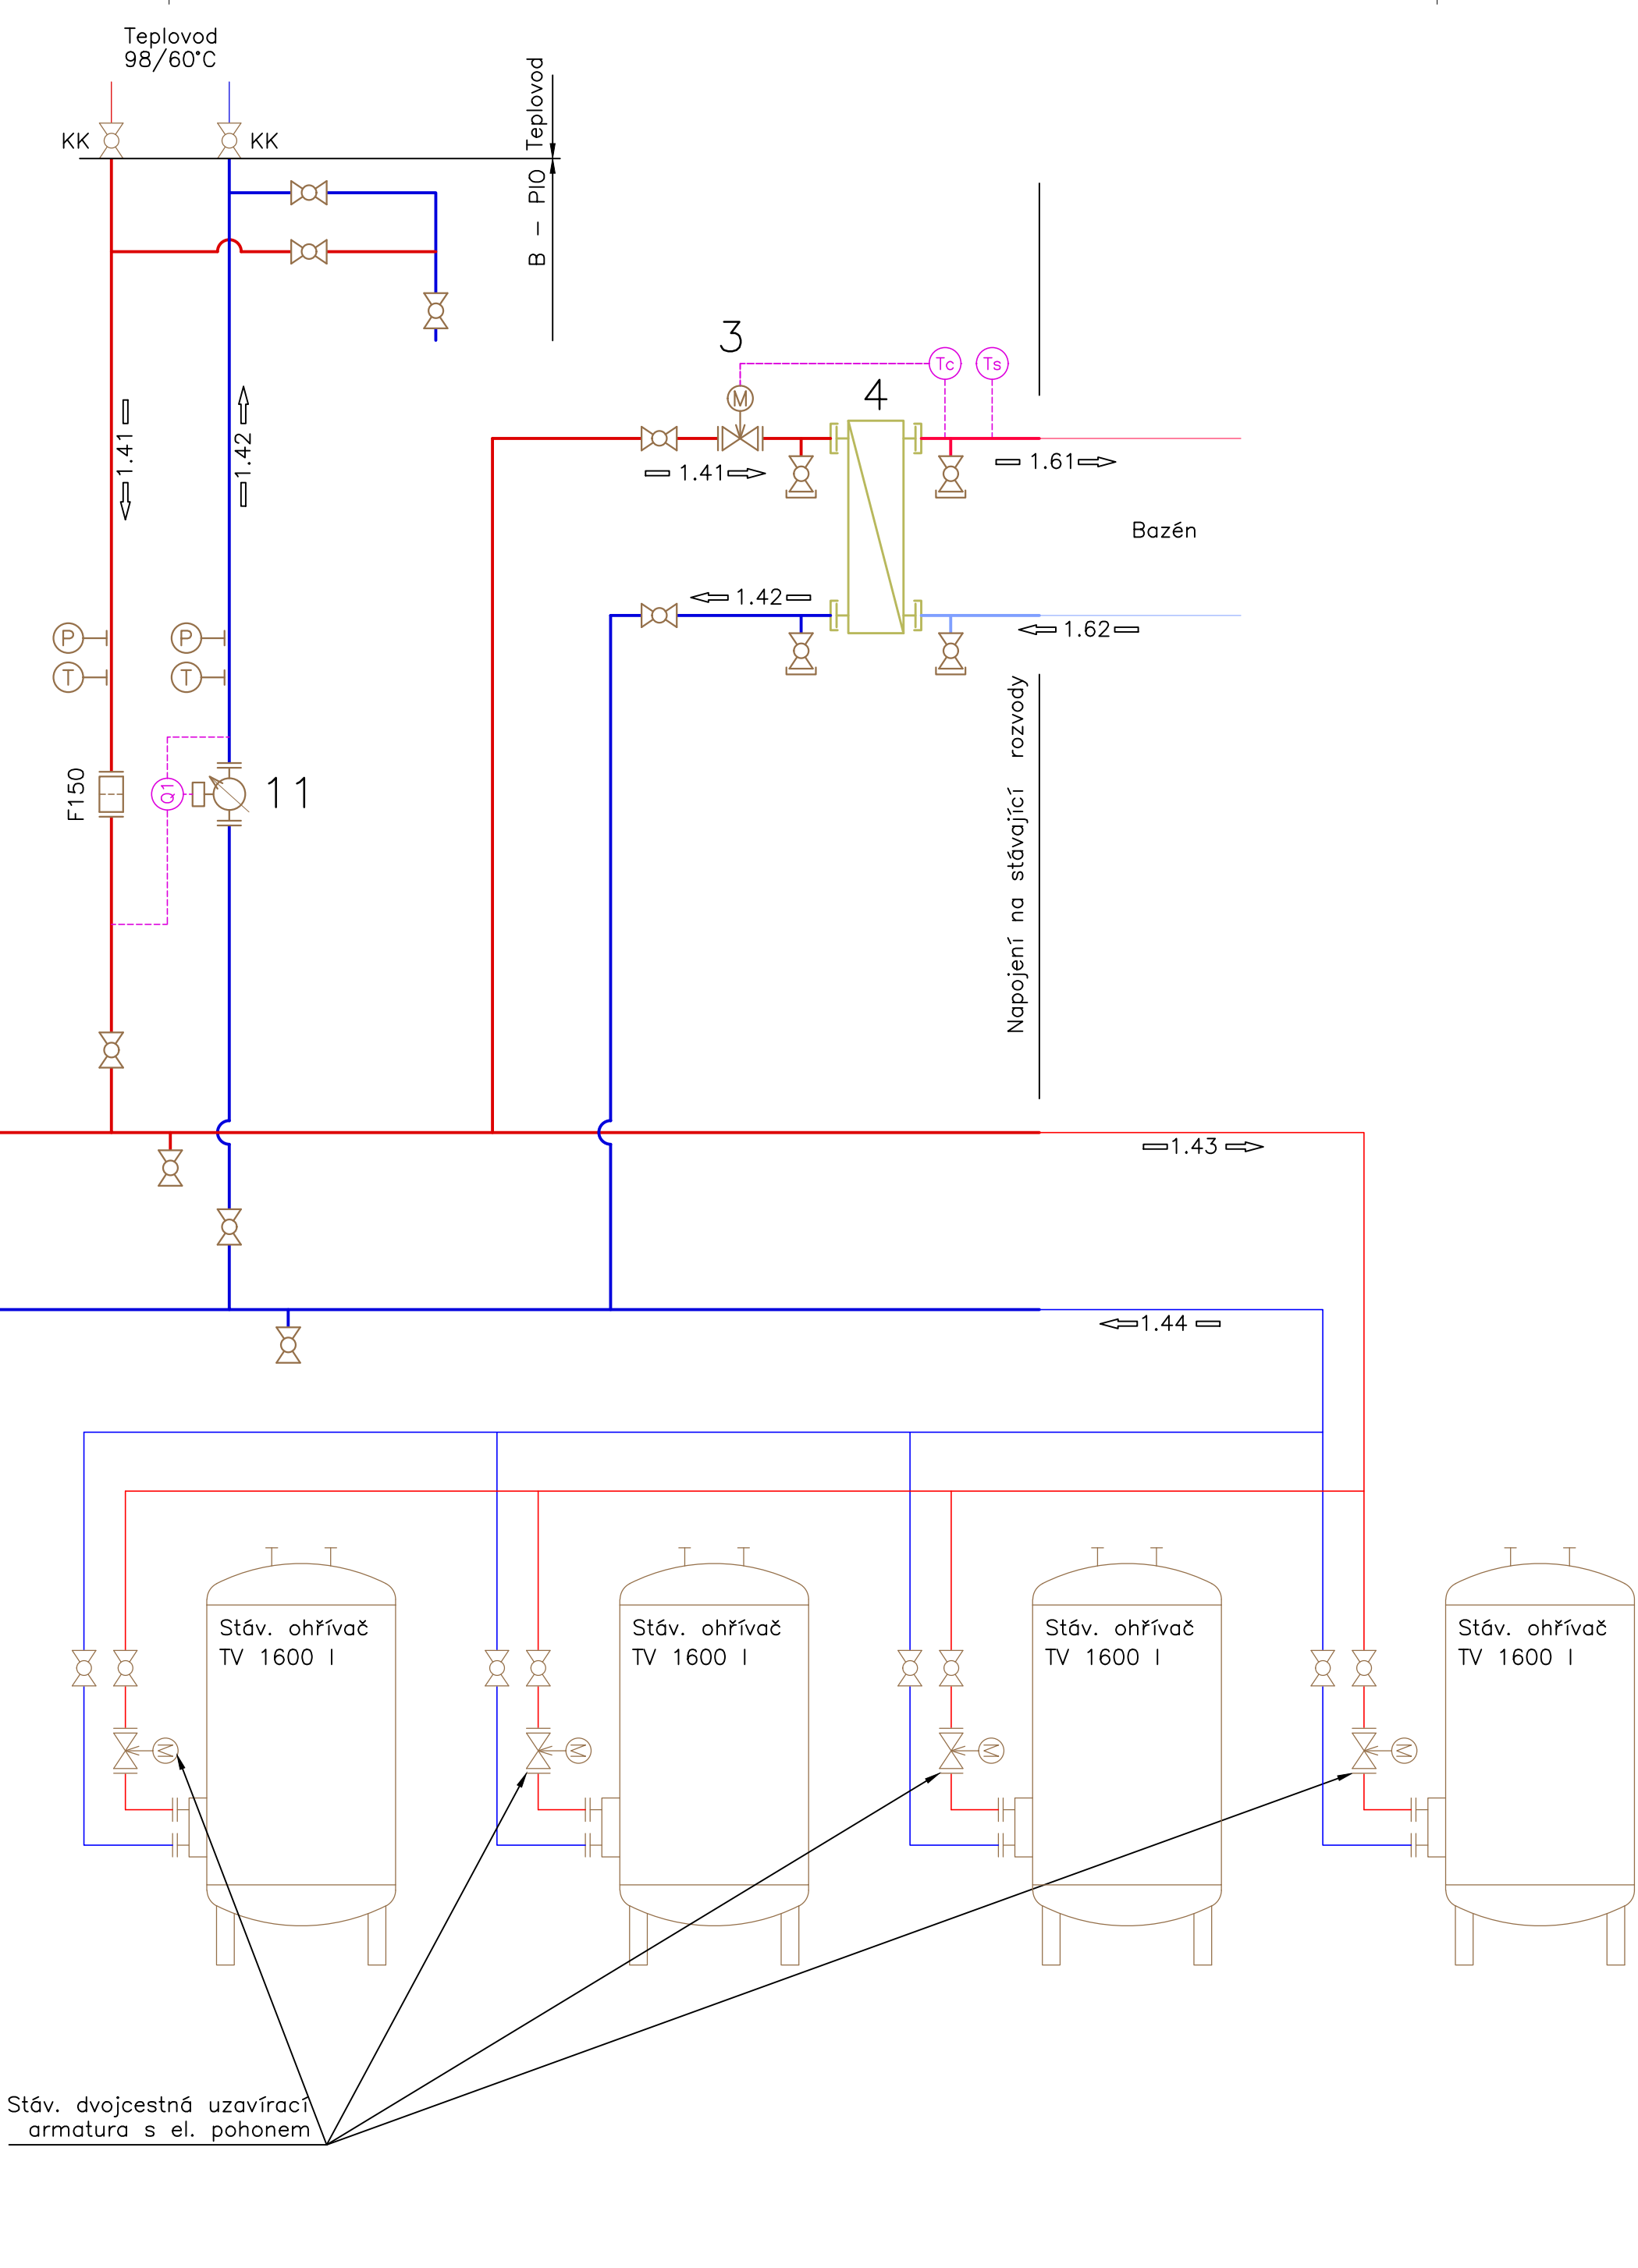 Teplovod
98/60°C
KK
KK
Teplovod
B - PIO
1.41
1.42
3
M
Tc
Ts
4
1.41
1.61
Bazén
1.42
1.62
P
P
T
T
F150
Q1
11
Napojení na stávající rozvody
1.43
1.44
Stáv. ohřívač
TV 1600 l
Stáv. ohřívač
TV 1600 l
Stáv. ohřívač
TV 1600 l
Stáv. ohřívač
TV 1600 l
M
M
M
M
Stáv. dvojcestná uzavírací
armatura s el. pohonem